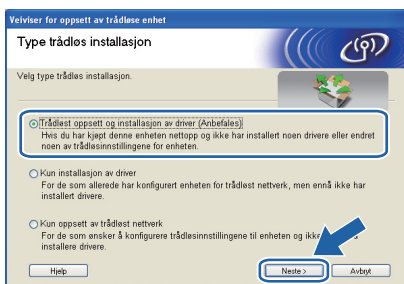 Veiviser for oppsett av trådløse enhet
Type trådløs installasjon
Velg type trådløs installasjon.
Trådløst oppsett og installasjon av driver (Anbefales)
Hvis du har kjøpt denne enheten nettopp og ikke har installert noen drivere eller endret
noen av trådløsinnstillingene for enheten.
Kun installasjon av driver
For de som allerede har konfigurert enheten for trådløst nettverk, men ennå ikke har
installert drivere.
Kun oppsett av trådløst nettverk
For de som ønsker å konfigurere trådløsinnstillingene til enheten og
installere drivere.
Hjelp
Neste >
Avbryt